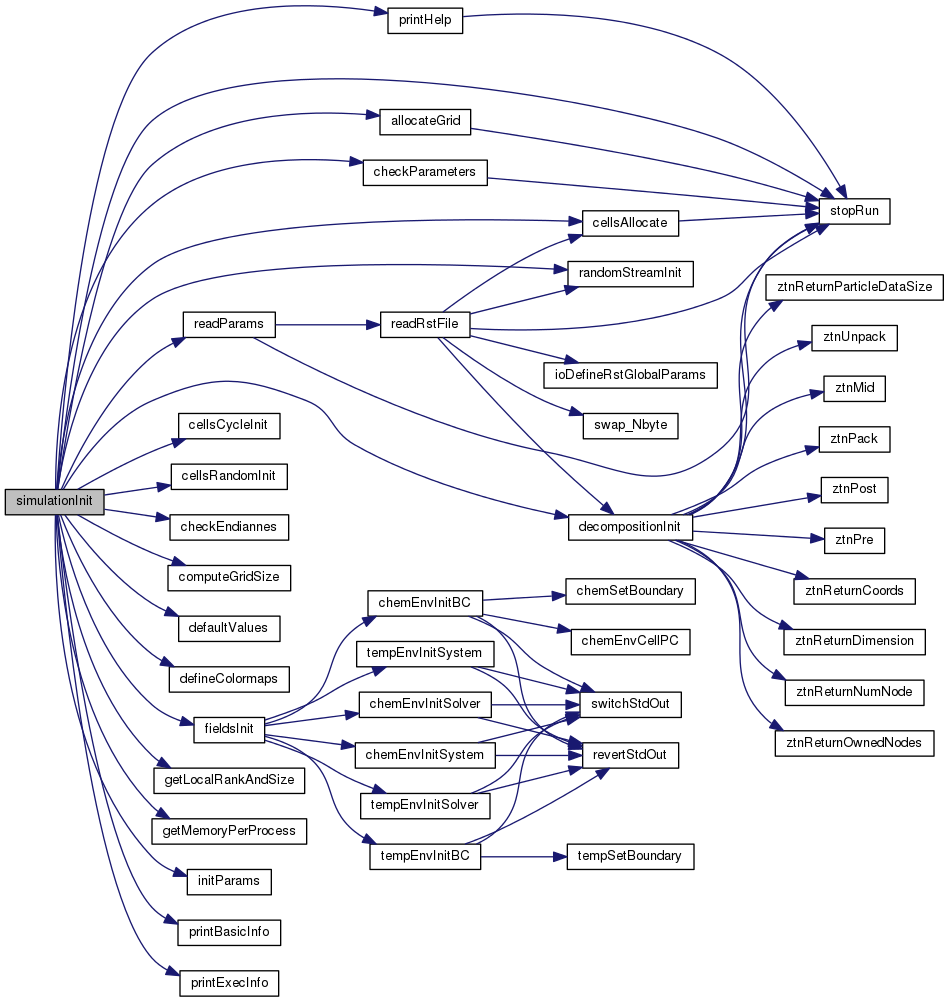 printHelp
allocateGrid
checkParameters
stopRun
cellsAllocate
randomStreamInit
ztnReturnParticleDataSize
readParams
readRstFile
ztnUnpack
ioDefineRstGlobalParams
ztnMid
cellsCycleInit
swap_Nbyte
ztnPack
cellsRandomInit
ztnPost
simulationInit
checkEndiannes
decompositionInit
ztnPre
computeGridSize
chemSetBoundary
ztnReturnCoords
chemEnvInitBC
defaultValues
chemEnvCellPC
ztnReturnDimension
tempEnvInitSystem
defineColormaps
ztnReturnNumNode
chemEnvInitSolver
switchStdOut
fieldsInit
ztnReturnOwnedNodes
chemEnvInitSystem
revertStdOut
getLocalRankAndSize
tempEnvInitSolver
getMemoryPerProcess
tempEnvInitBC
tempSetBoundary
initParams
printBasicInfo
printExecInfo